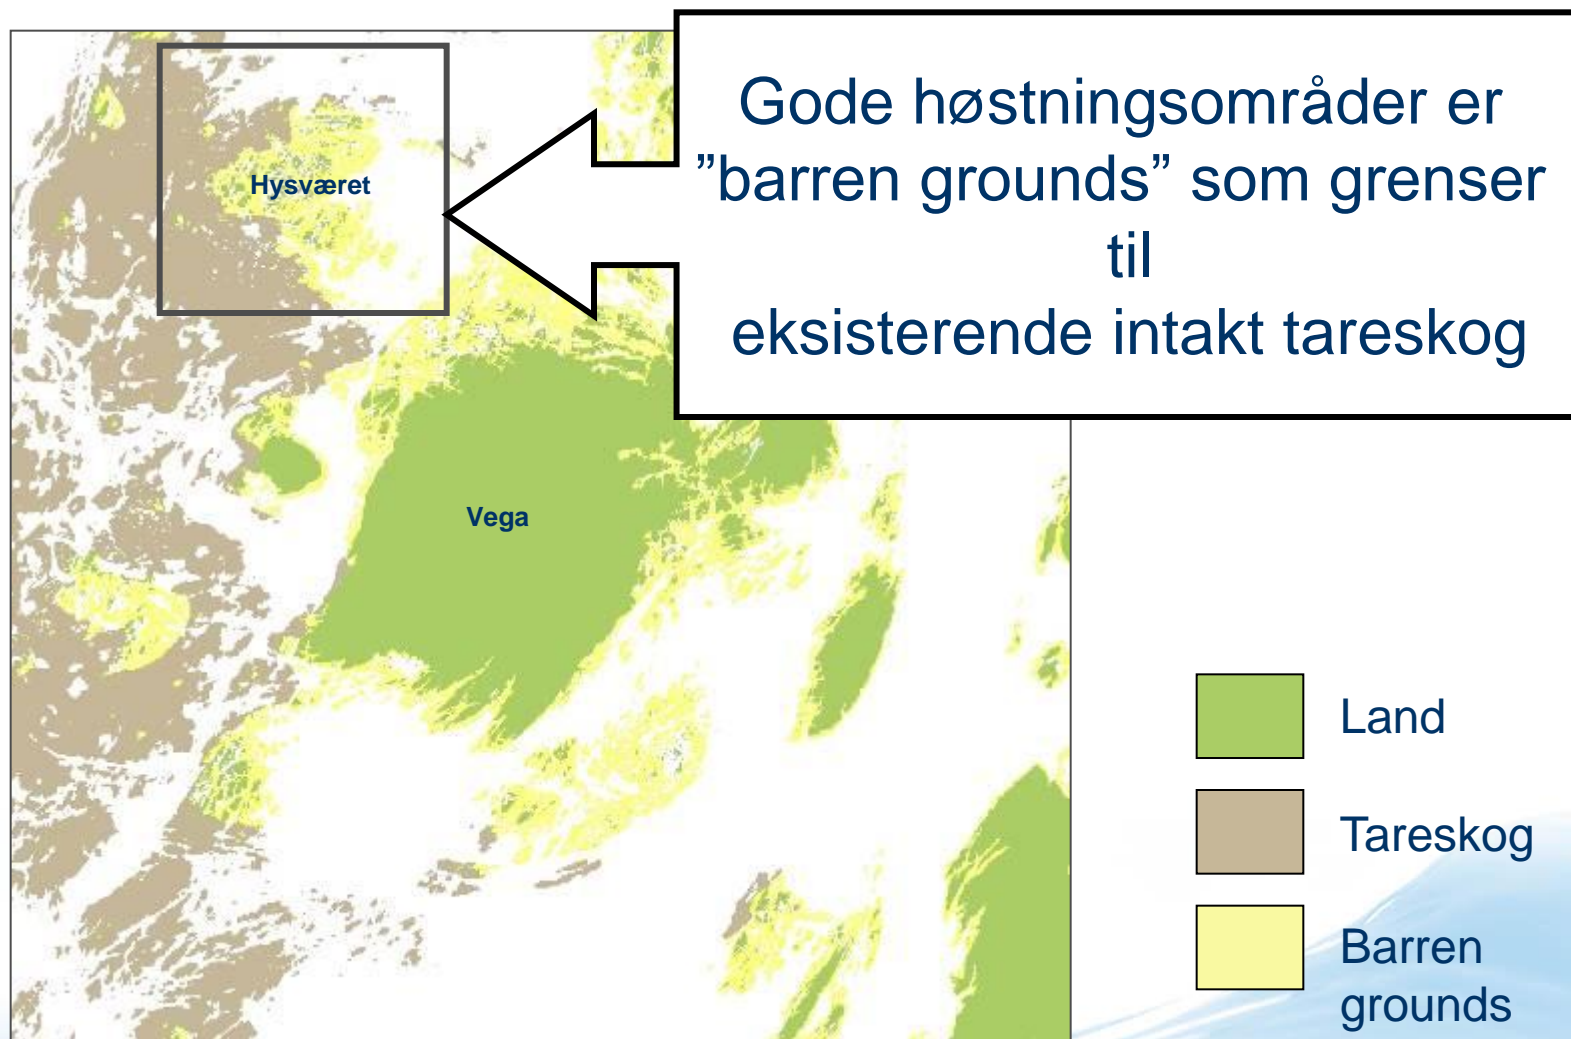 Gode høstningsområder er
”barren grounds” som grenser
til
eksisterende intakt tareskog
Hysværet
Vega
Land
Tareskog
Barren
grounds